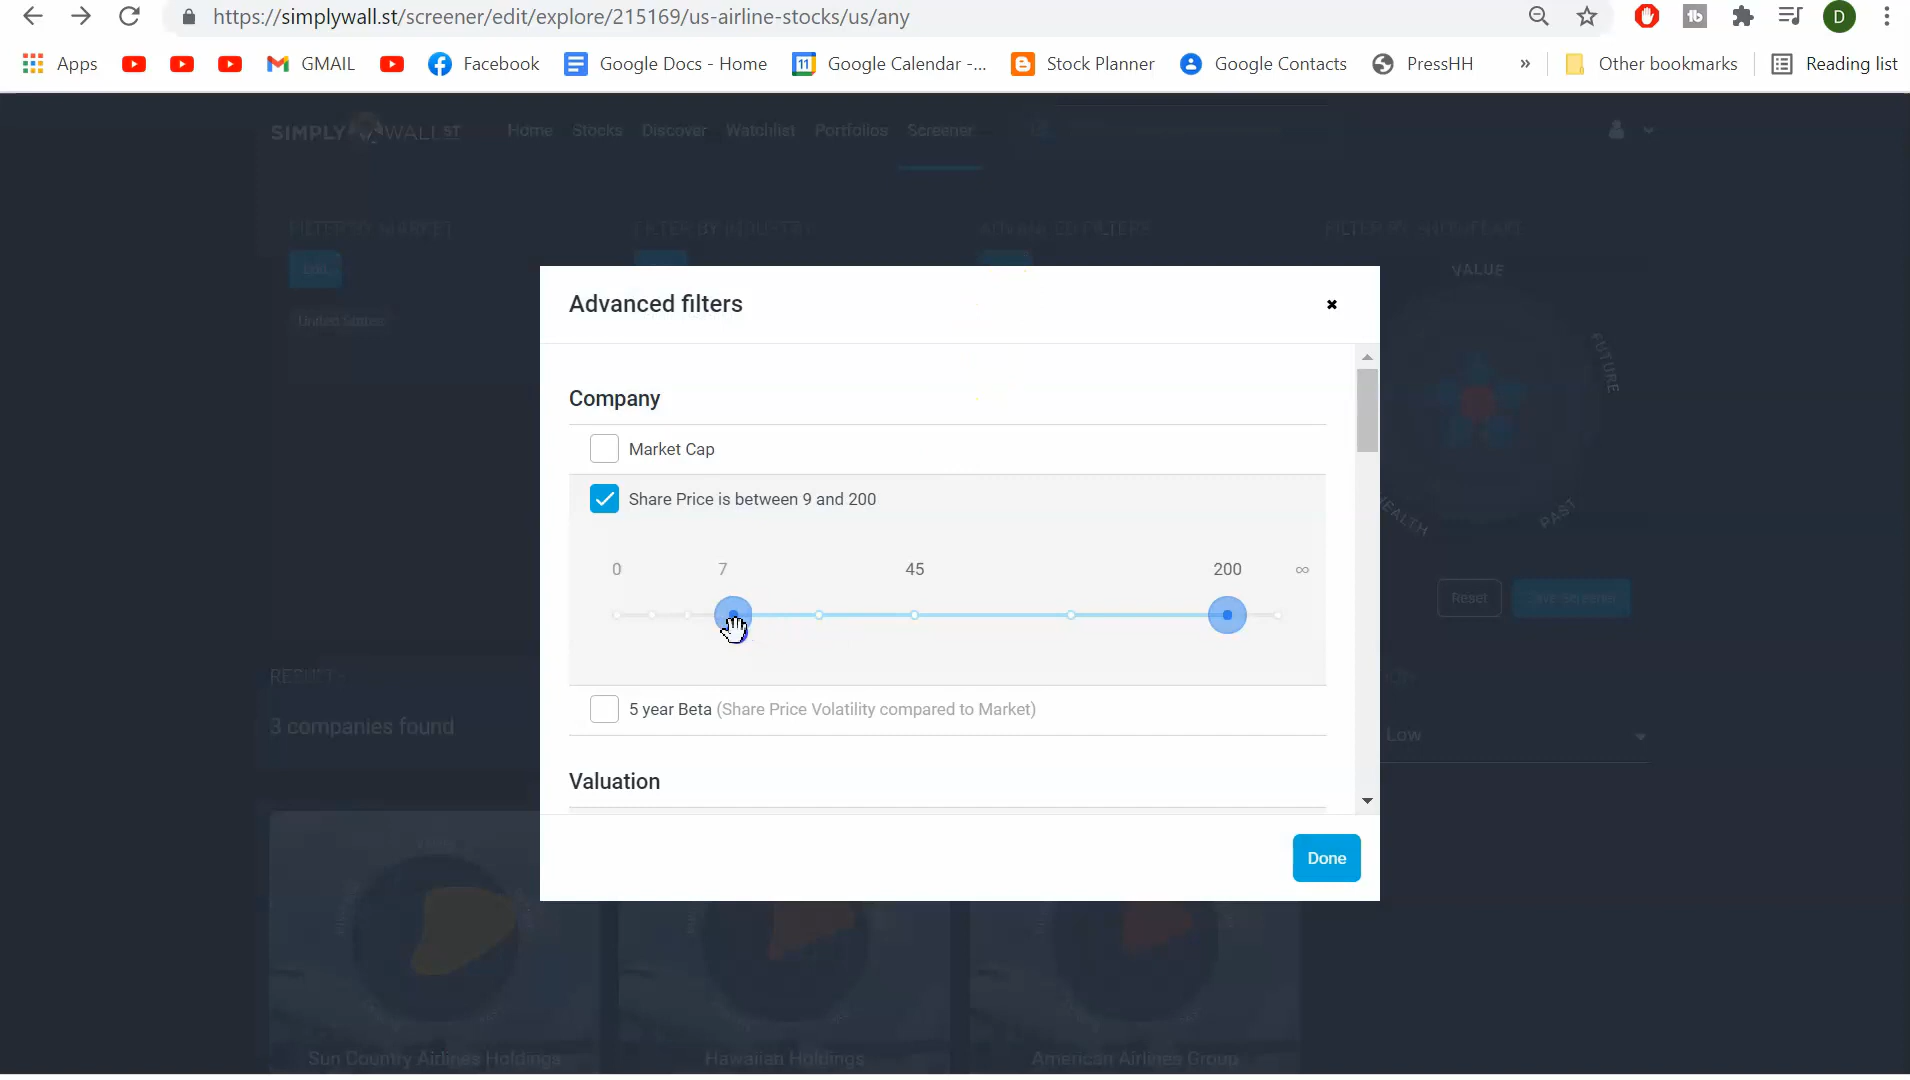 https://simplywall.st/screener/edit/explore/215169/us-airline-stocks/us/any
D
Apps
GMAIL
Facebook
Google Docs - Home
11
Google Calendar -...
Stock Planner
Google Contacts
PressHH
»
Other bookmarks
Reading list
SIMPLY WALL ST
Home
Stocks
Discover
Watchlist
Portfolios
Screener
FILTER BY MARKET
FILTER BY INDUSTRY
ADVANCED FILTERS
FILTER BY SNOWFLAKE
Edit
United States
VALUE
FUTURE
PAST
HEALTH
Advanced filters
Company
Market Cap
Share Price is between 9 and 200
0 7 45 200 ∞
5 year Beta (Share Price Volatility compared to Market)
Valuation
Done
Reset
Save Screener
3 companies found
Low
Sun Country Airlines Holdings
Hawaiian Holdings
American Airlines Group